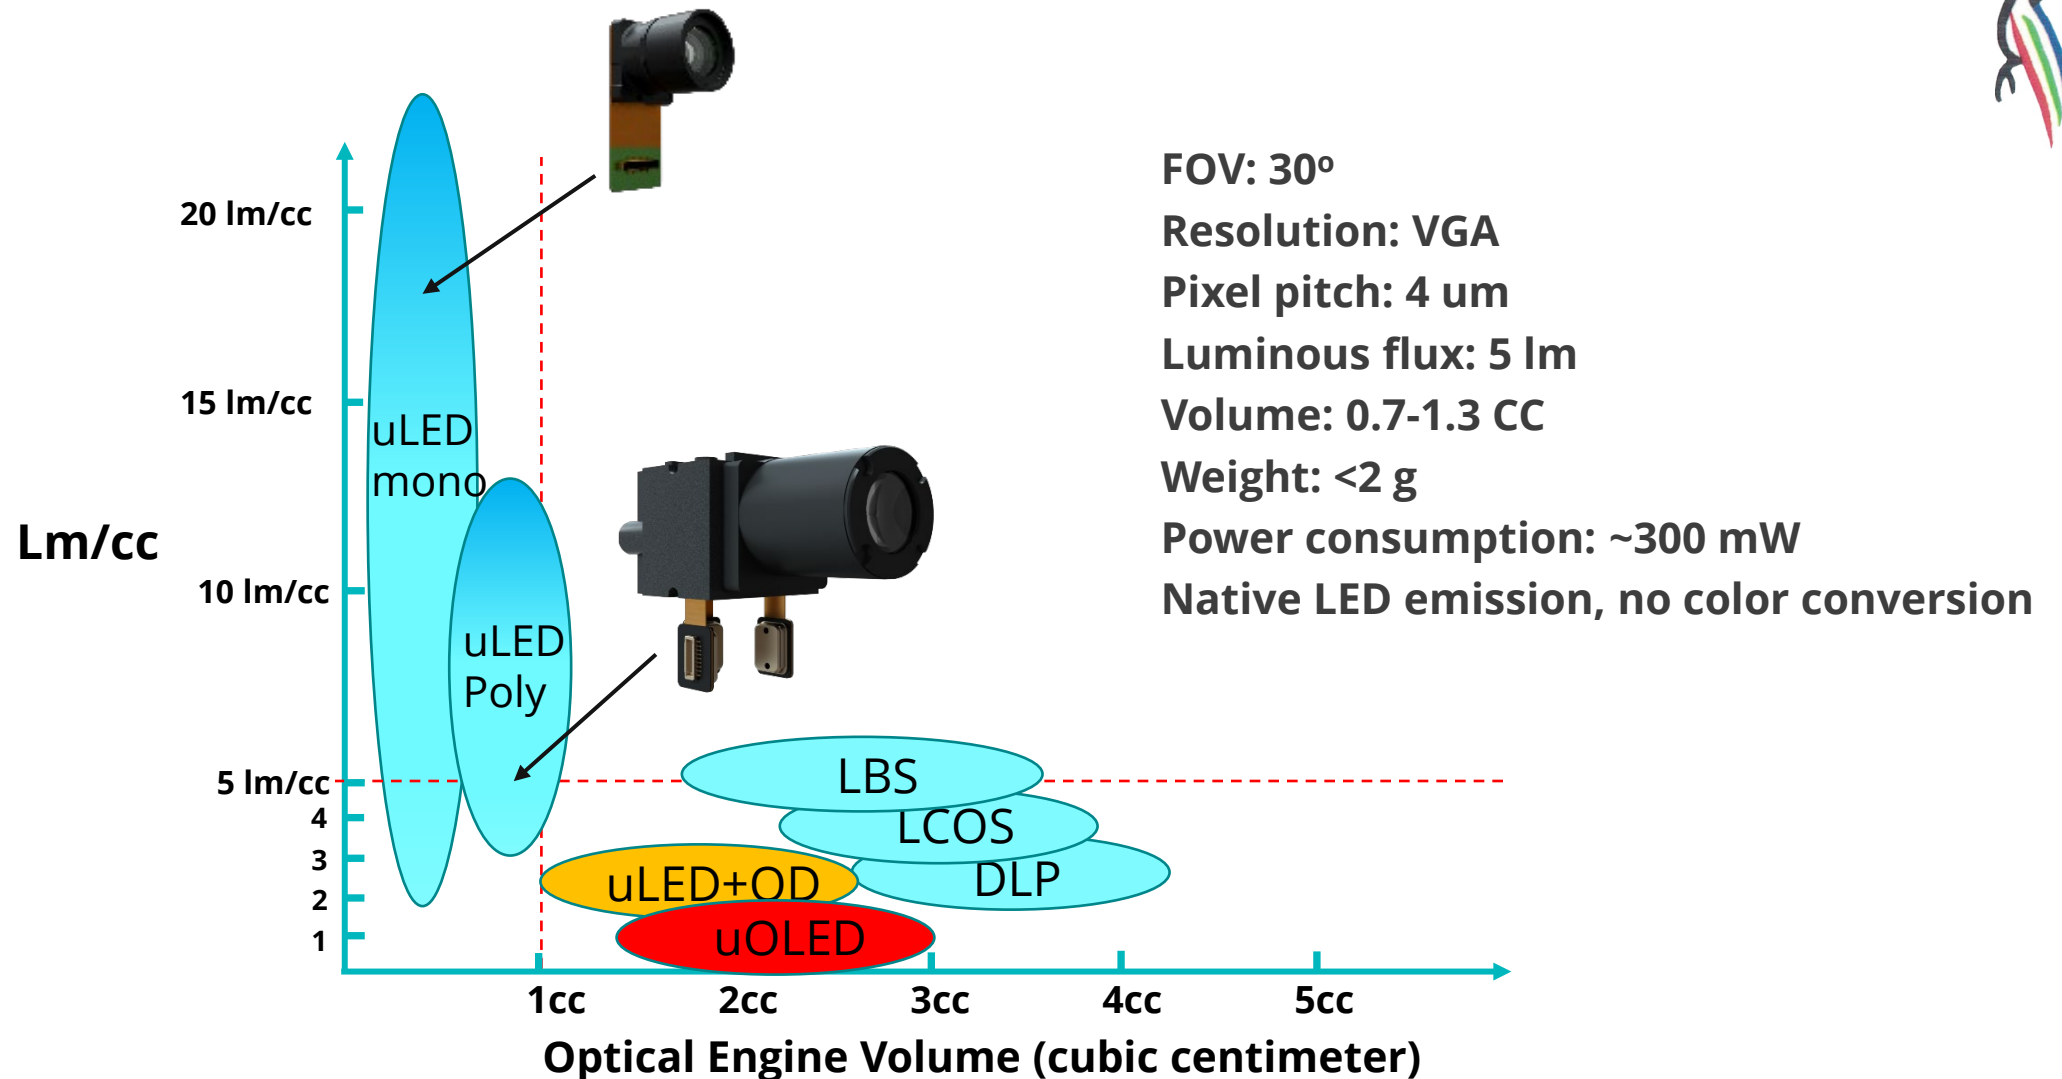 20 lm/cc
15 lm/cc
10 lm/cc
5 lm/cc
4
3
2
1
Lm/cc
uLED
mono
uLED
Poly
LBS
LCOS
DLP
uLED+OD
uOLED
1cc
2cc
3cc
4cc
5cc
Optical Engine Volume (cubic centimeter)
FOV: 30º
Resolution: VGA
Pixel pitch: 4 um
Luminous flux: 5 lm
Volume: 0.7-1.3 CC
Weight: <2 g
Power consumption: ~300 mW
Native LED emission, no color conversion